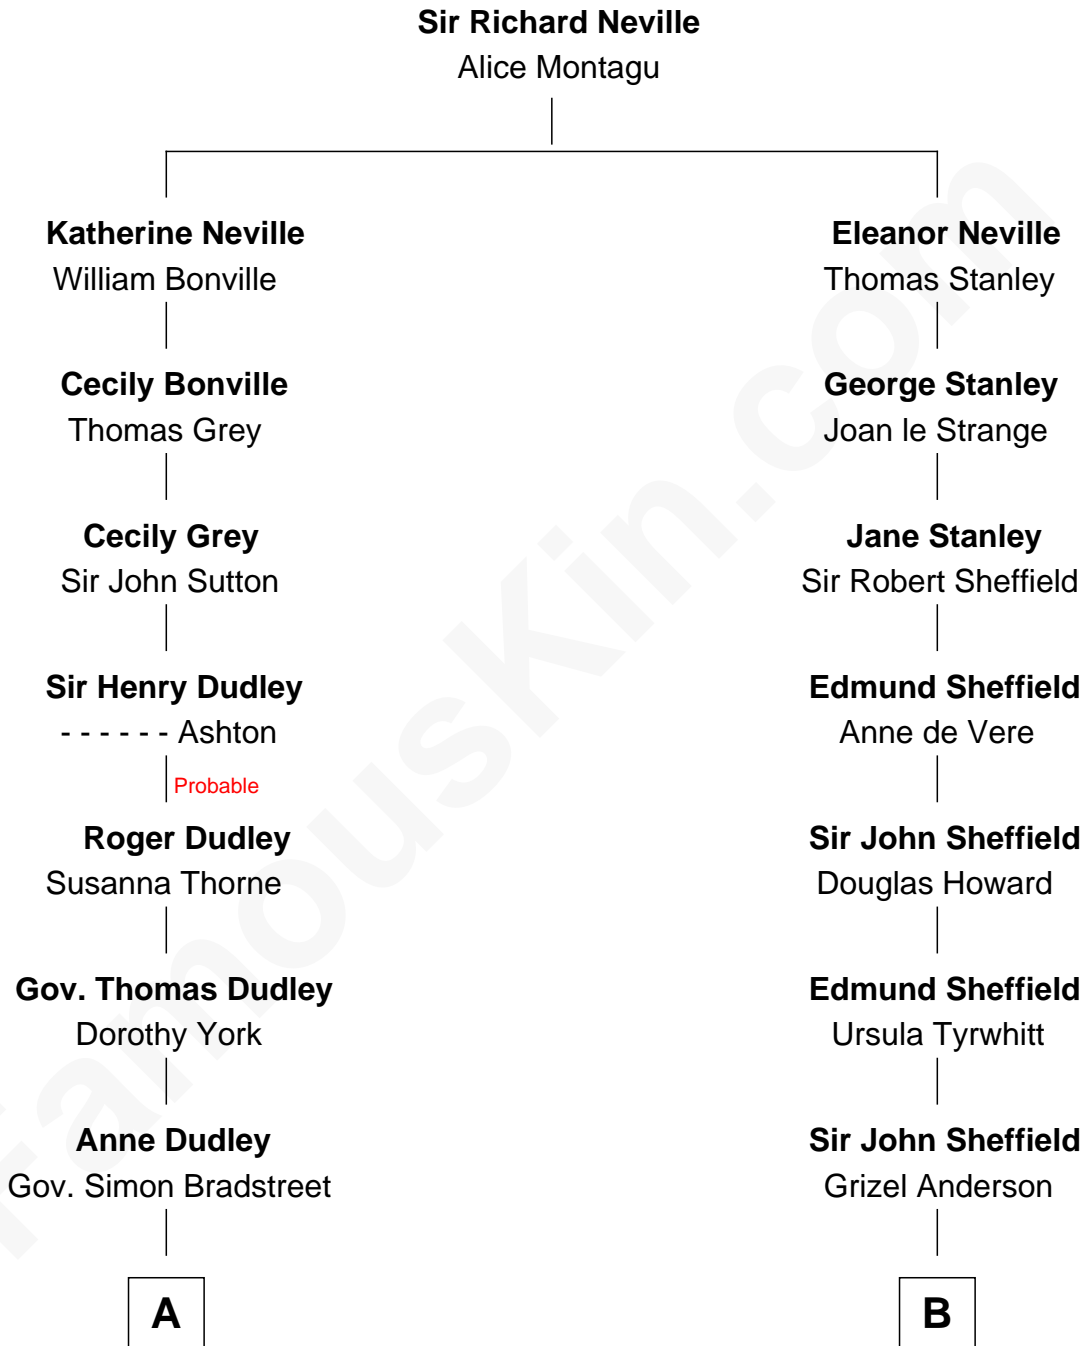 Sir Richard Neville
Alice Montagu
Katherine Neville
William Bonville
Eleanor Neville
Thomas Stanley
Cecily Bonville
Thomas Grey
George Stanley
Joan le Strange
Cecily Grey
Sir John Sutton
Jane Stanley
Sir Robert Sheffield
Sir Henry Dudley
- - - - - - Ashton
Edmund Sheffield
Anne de Vere
Probable
Roger Dudley
Susanna Thorne
Sir John Sheffield
Douglas Howard
Gov. Thomas Dudley
Dorothy York
Edmund Sheffield
Ursula Tyrwhitt
Anne Dudley
Gov. Simon Bradstreet
Sir John Sheffield
Grizel Anderson
A
B
FamousKin.com